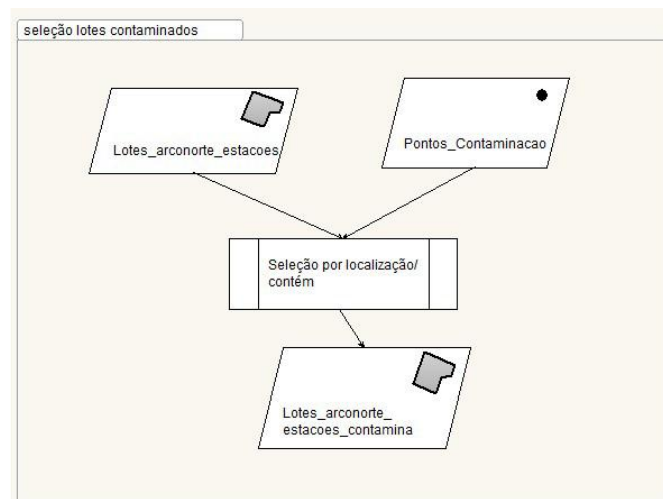 seleção lotes contaminados
Lotes_arconorte_estacoes
Pontos_Contaminacao
Seleção por localização/
contém
Lotes_arconorte_
estacoes_contamina